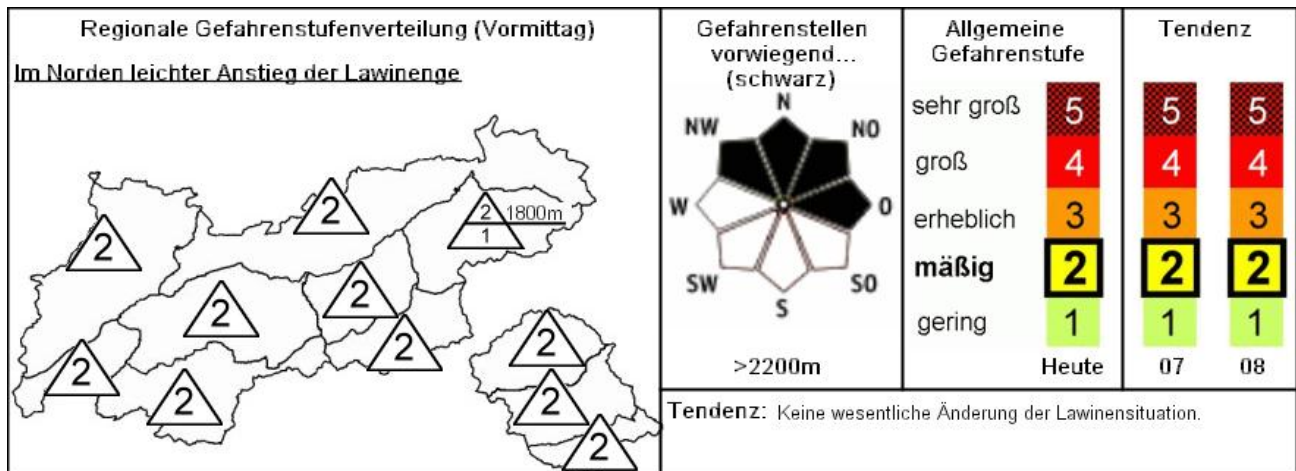 Regionale Gefahrenstufenverteilung (Vormittag)
Im Norden leichter Anstieg der Lawinenge
2
2
2
1800m
1
2
2
2
2
2
2
2
2
Gefahrenstellen
vorwiegend...
(schwarz)
N
NW
NO
W
O
SW
SO
S
>2200m
Allgemeine
Gefahrenstufe
sehr groß 5
groß 4
erheblich 3
mäßig 2
gering 1
Heute
Tendenz
5 5
4 4
3 3
2 2
1 1
07 08
Tendenz: Keine wesentliche Änderung der Lawinensituation.